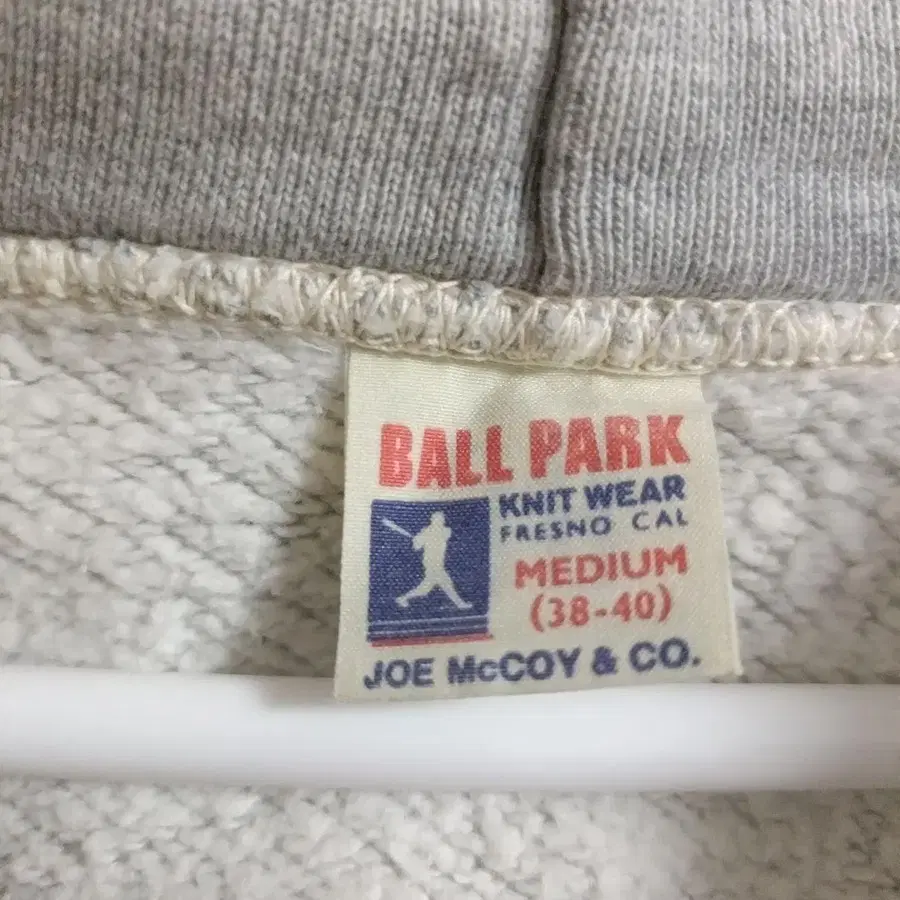 BALL PARK
KNIT WEAR
FRESNO CAL
MEDIUM
(38-40)
JOE McCOY & CO.